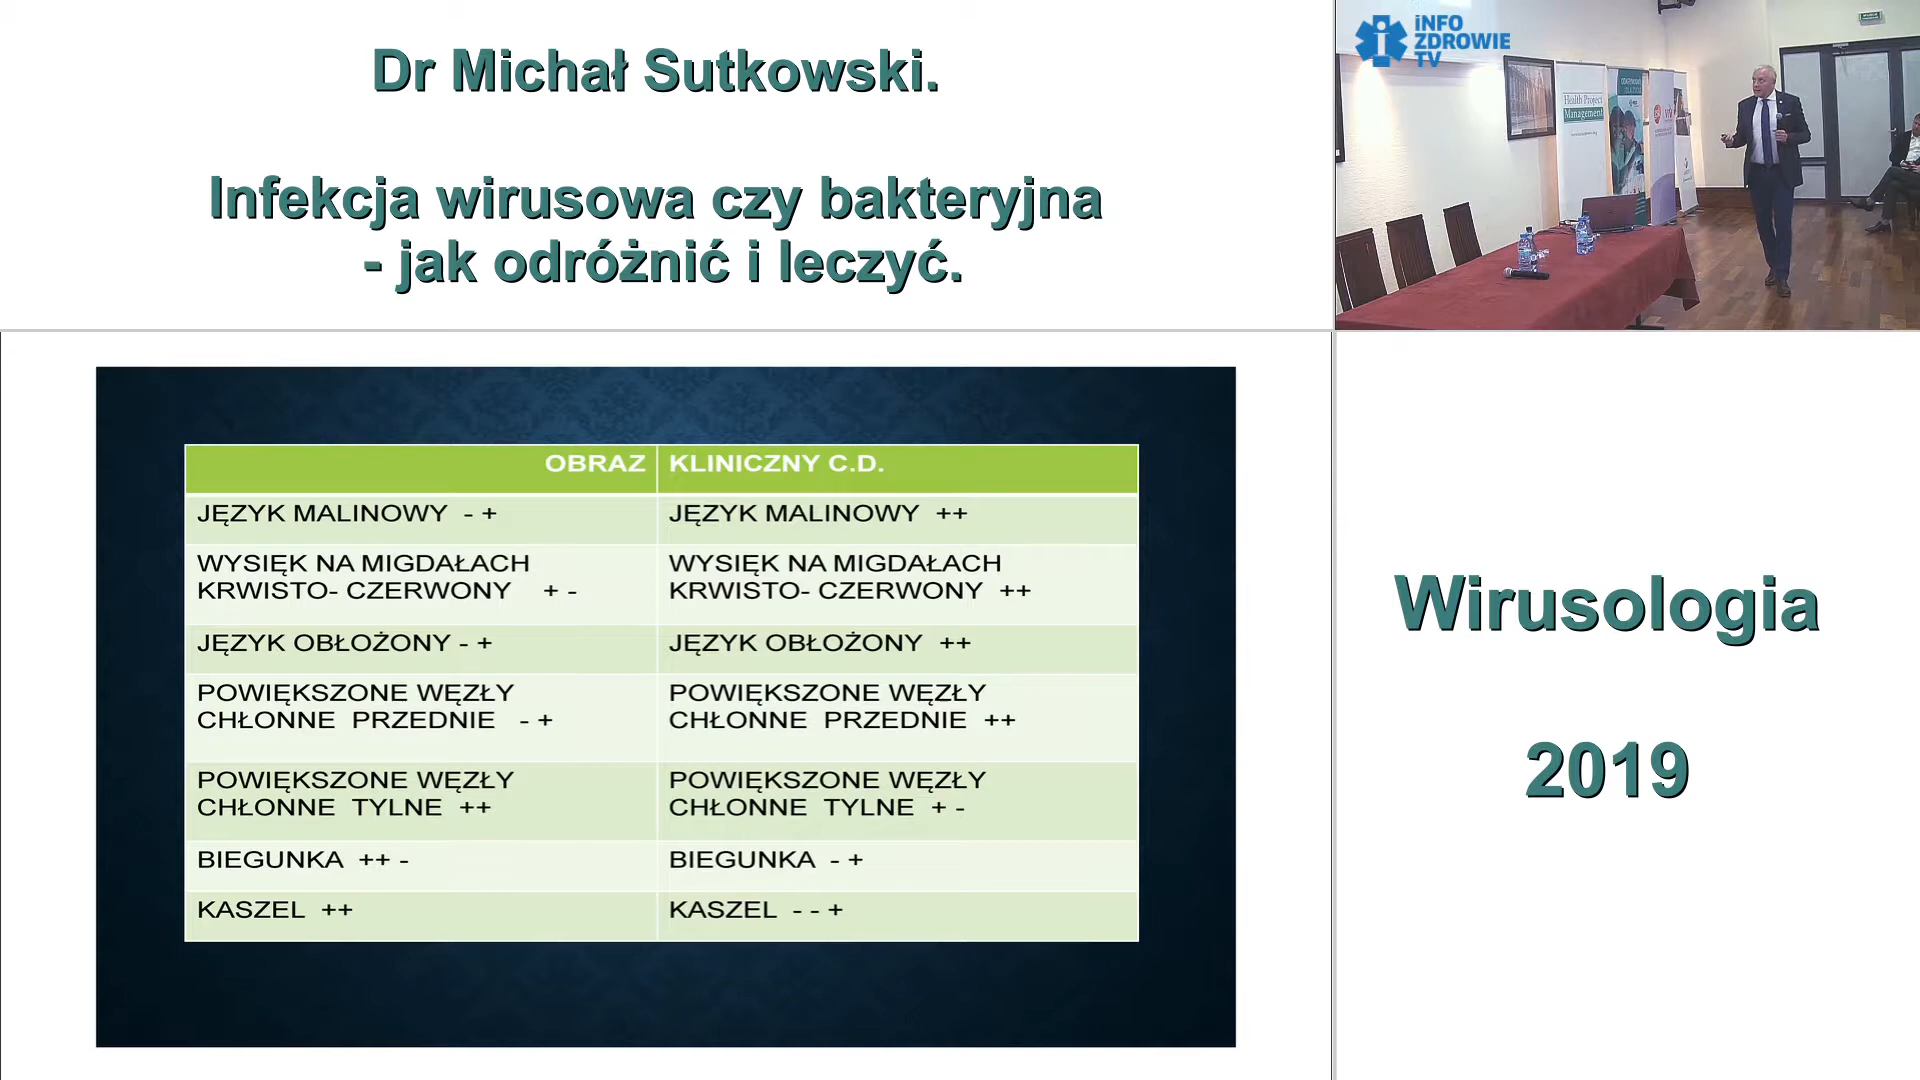 Dr Michał Sutkowski.
Infekcja wirusowa czy bakteryjna
- jak odróżnić i leczyć.
iNFO
ZDROWIE
TV
Health Project
Management
OBRAZ KLINICZNY C.D.
JĘZYK MALINOWY - +
JĘZYK MALINOWY ++
WYSIĘK NA MIGDAŁACH
KRWISTO- CZERWONY + -
WYSIĘK NA MIGDAŁACH
KRWISTO- CZERWONY ++
JĘZYK OBŁOŻONY - +
JĘZYK OBŁOŻONY ++
POWIĘKSZONE WĘZŁY
CHŁONNE PRZEDNIE - +
POWIĘKSZONE WĘZŁY
CHŁONNE PRZEDNIE ++
POWIĘKSZONE WĘZŁY
CHŁONNE TYLNE ++
POWIĘKSZONE WĘZŁY
CHŁONNE TYLNE + -
BIEGUNKA ++ -
BIEGUNKA - +
KASZEL ++
KASZEL - - +
Wirusologia
2019